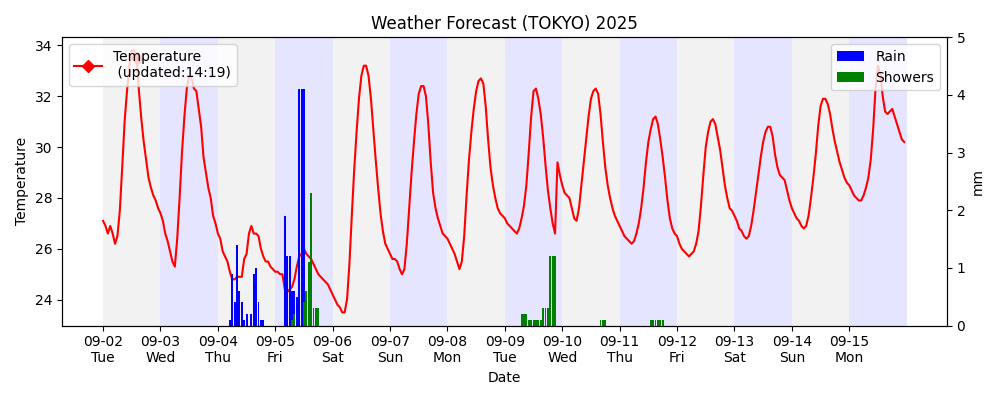 Weather Forecast (TOKYO) 2025
Temperature
(updated:14:19)
Rain
Showers
34
32
30
28
26
24
Temperature
5
4
3
2
1
0
mm
09-02 09-03 09-04 09-05 09-06 09-07 09-08 09-09 09-10 09-11 09-12 09-13 09-14 09-15
Tue Wed Thu Fri Sat Sun Mon Tue Wed Thu Fri Sat Sun Mon
Date